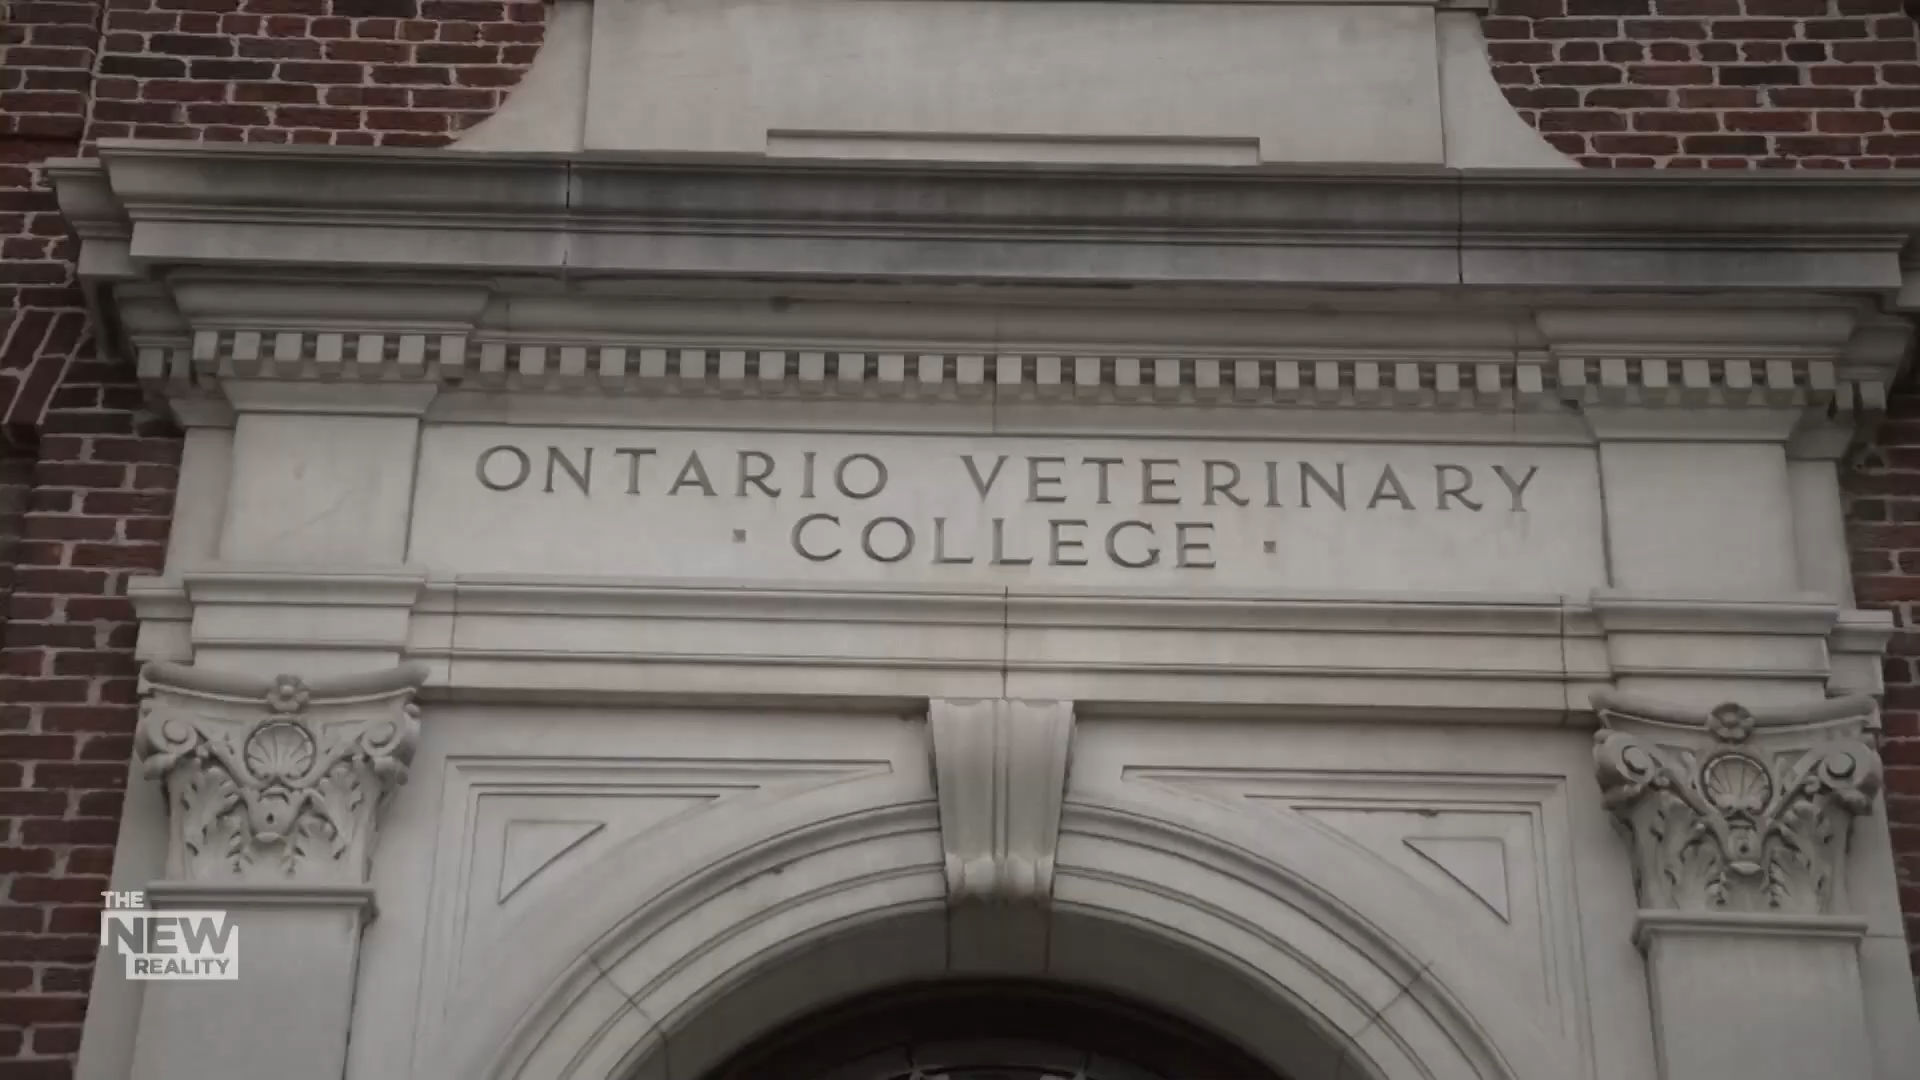 ONTARIO VETERINARY
· COLLEGE ·
THE
NEW
REALITY